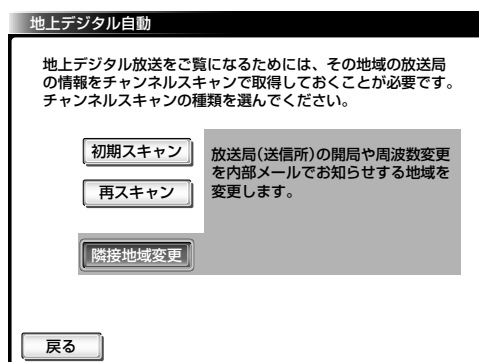 地上デジタル自動
地上デジタル放送をご覧になるためには、その地域の放送局
の情報をチャンネルスキャンで取得しておくことが必要です。
チャンネルスキャンの種類を選んでください。
初期スキャン
再スキャン
隣接地域変更
放送局(送信所)の開局や周波数変更
を内部メールでお知らせする地域を
変更します。
戻る